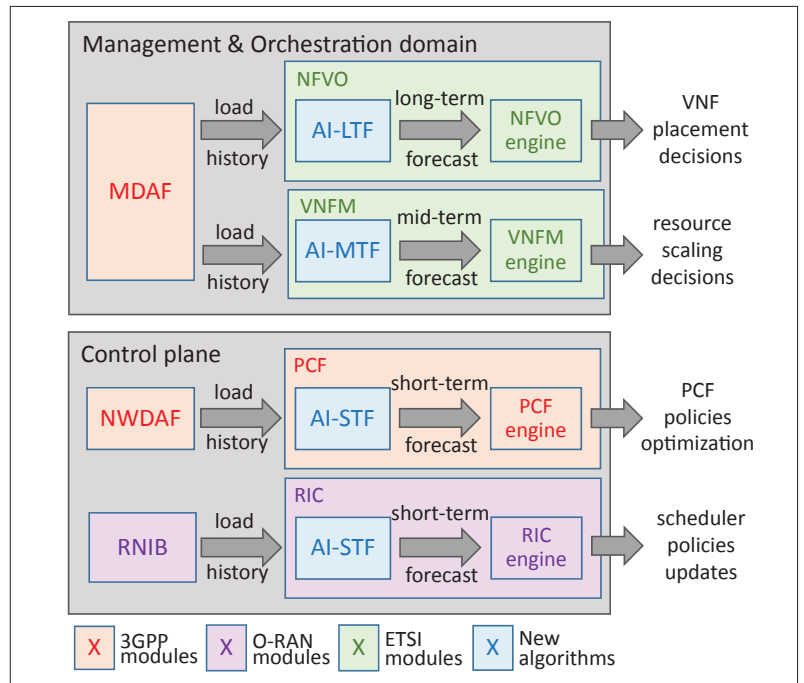 Management & Orchestration domain
MDAF
load
history
NFVO
AI-LTF
long-term
forecast
NFVO
engine
VNF
placement
decisions
load
history
VNFM
AI-MTF
mid-term
forecast
VNFM
engine
resource
scaling
decisions
Control plane
NWDAF
load
history
PCF
AI-STF
short-term
forecast
PCF
engine
PCF
policies
optimization
RNIB
load
history
RIC
AI-STF
short-term
forecast
RIC
engine
scheduler
policies
updates
X 3GPP
modules
X O-RAN
modules
X ETSI
modules
X New
algorithms